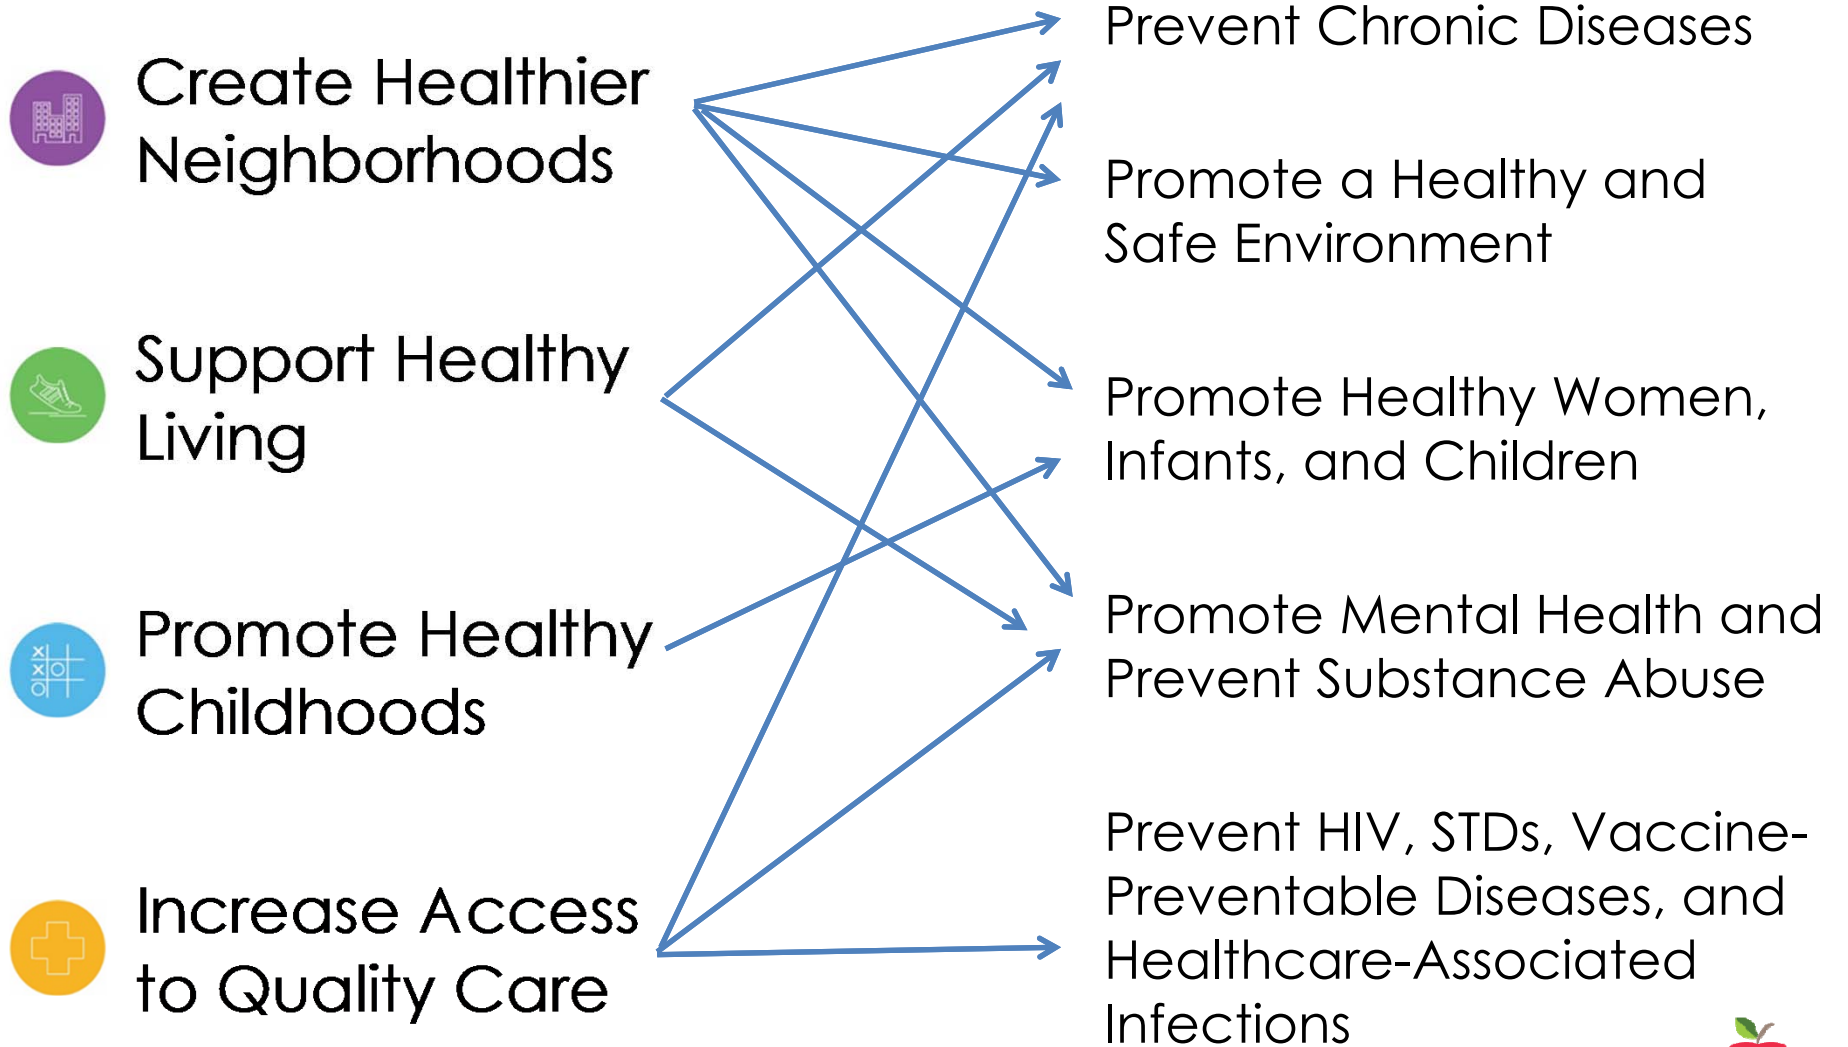 Create Healthier
Neighborhoods
Support Healthy
Living
Promote Healthy
Childhoods
Increase Access
to Quality Care
Prevent Chronic Diseases
Promote a Healthy and
Safe Environment
Promote Healthy Women,
Infants, and Children
Promote Mental Health and
Prevent Substance Abuse
Prevent HIV, STDs, Vaccine-
Preventable Diseases, and
Healthcare-Associated
Infections